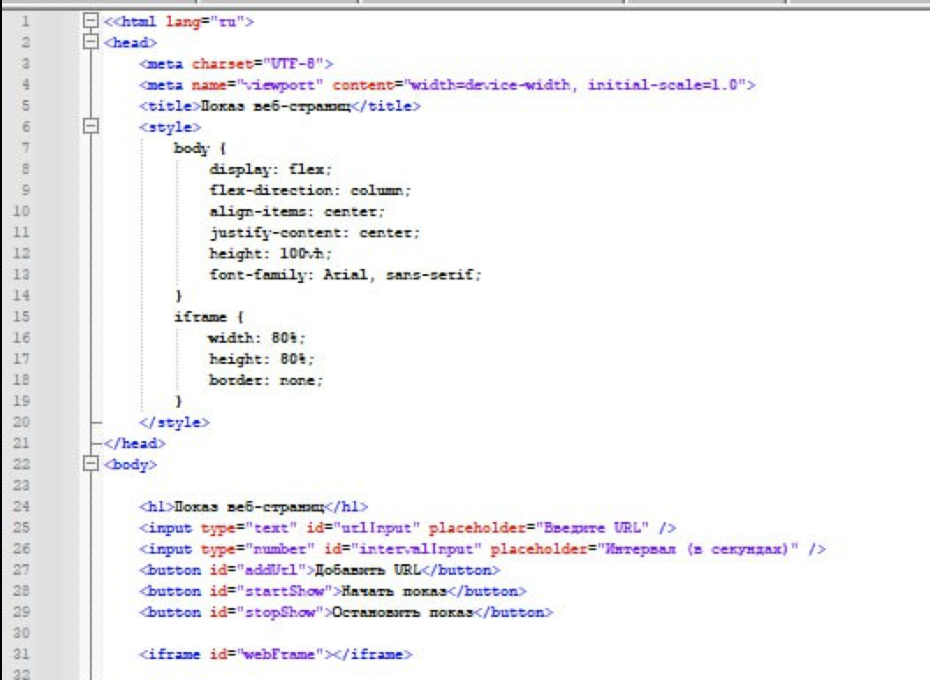 1 <<html lang="ru">
2 <head>
3     <meta charset="UTF-8">
4     <meta name="viewport" content="width=device-width, initial-scale=1.0">
5     <title>Показ веб-страниц</title>
6     <style>
7         body {
8             display: flex;
9             flex-direction: column;
10             align-items: center;
11             justify-content: center;
12             height: 100vh;
13             font-family: Arial, sans-serif;
14         }
15         iframe {
16             width: 80%;
17             height: 80%;
18             border: none;
19         }
20     </style>
21 </head>
22 <body>
23
24     <h1>Показ веб-страниц</h1>
25     <input type="text" id="urlInput" placeholder="Введите URL" />
26     <input type="number" id="intervalInput" placeholder="Интервал (в секундах)" />
27     <button id="addUrl">Добавить URL</button>
28     <button id="startShow">Начать показ</button>
29     <button id="stopShow">Остановить показ</button>
30
31     <iframe id="webFrame"></iframe>
32